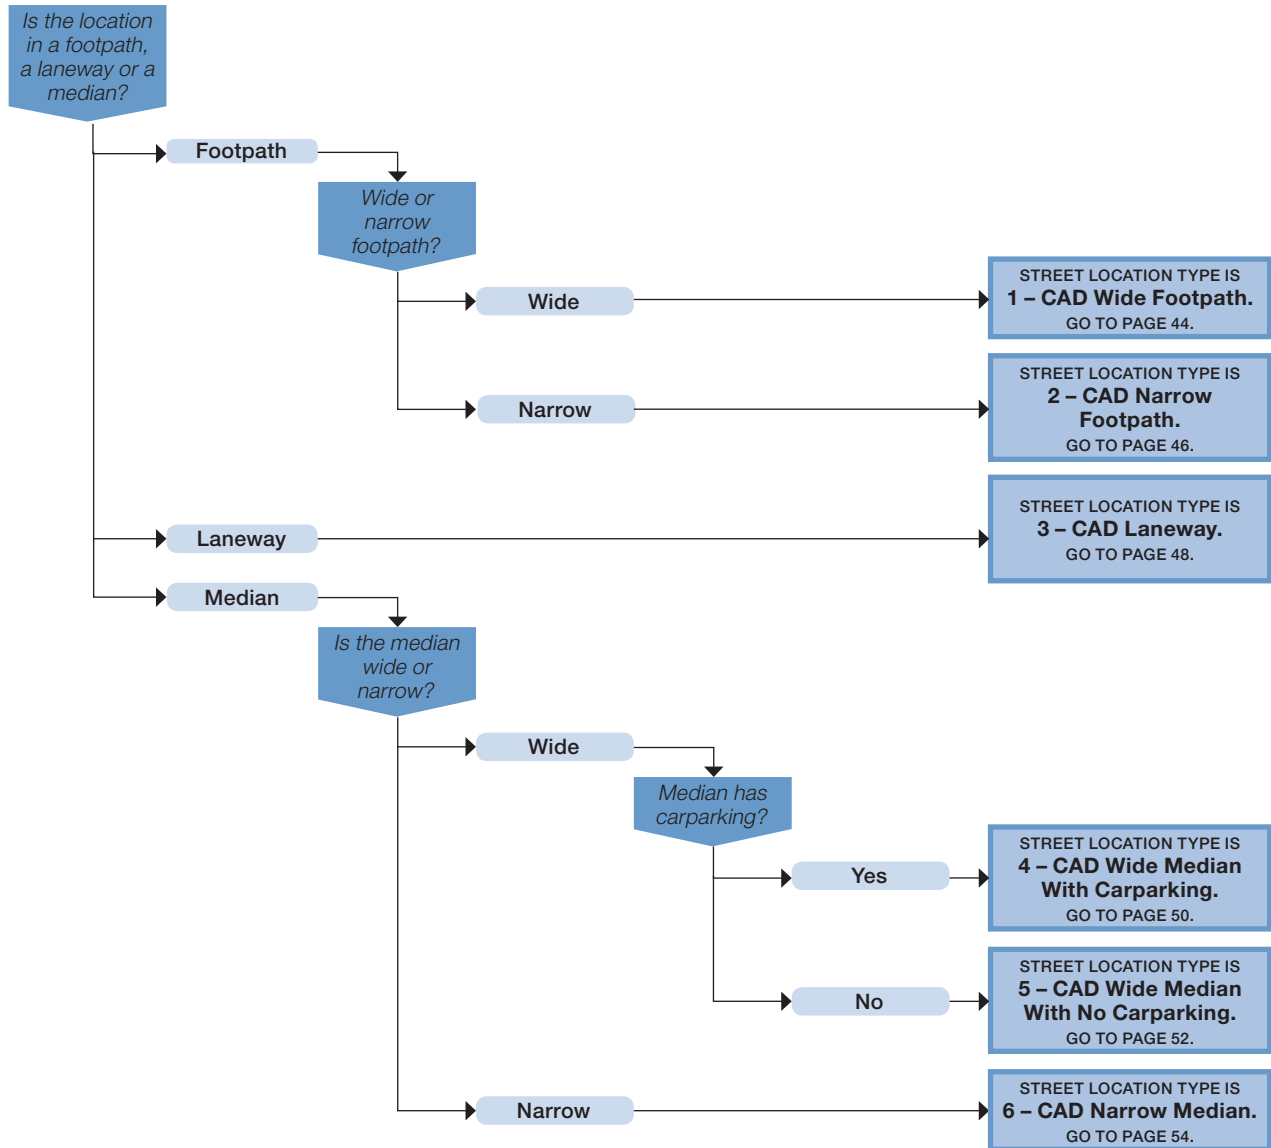 Is the location
in a footpath,
a laneway or a
median?
Footpath
Wide or
narrow
footpath?
Wide
STREET LOCATION TYPE IS
1 – CAD Wide Footpath.
GO TO PAGE 44.
Narrow
STREET LOCATION TYPE IS
2 – CAD Narrow
Footpath.
GO TO PAGE 46.
Laneway
STREET LOCATION TYPE IS
3 – CAD Laneway.
GO TO PAGE 48.
Median
Is the median
wide or
narrow?
Wide
Median has
carparking?
Yes
STREET LOCATION TYPE IS
4 – CAD Wide Median
With Carparking.
GO TO PAGE 50.
No
STREET LOCATION TYPE IS
5 – CAD Wide Median
With No Carparking.
GO TO PAGE 52.
Narrow
STREET LOCATION TYPE IS
6 – CAD Narrow Median.
GO TO PAGE 54.